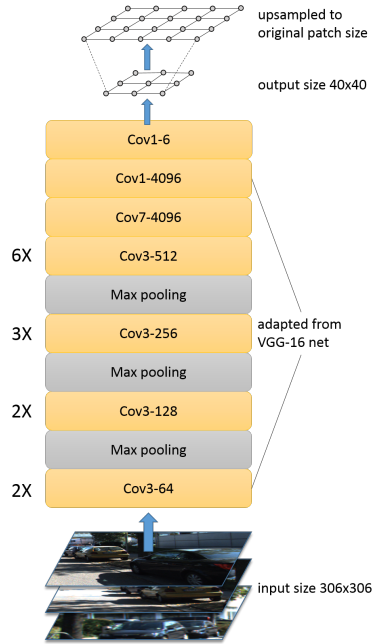 upsampled to
original patch size
output size 40x40
Cov1-6
Cov1-4096
Cov7-4096
6X Cov3-512
Max pooling
3X Cov3-256
adapted from
VGG-16 net
Max pooling
2X Cov3-128
Max pooling
2X Cov3-64
input size 306x306